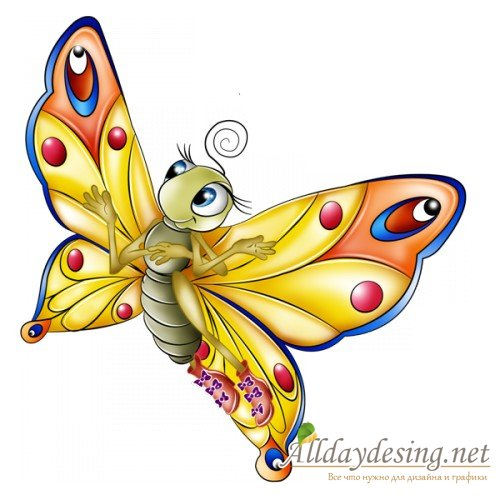 Alldaydesing.net
Все что нужно для дизайна и графики